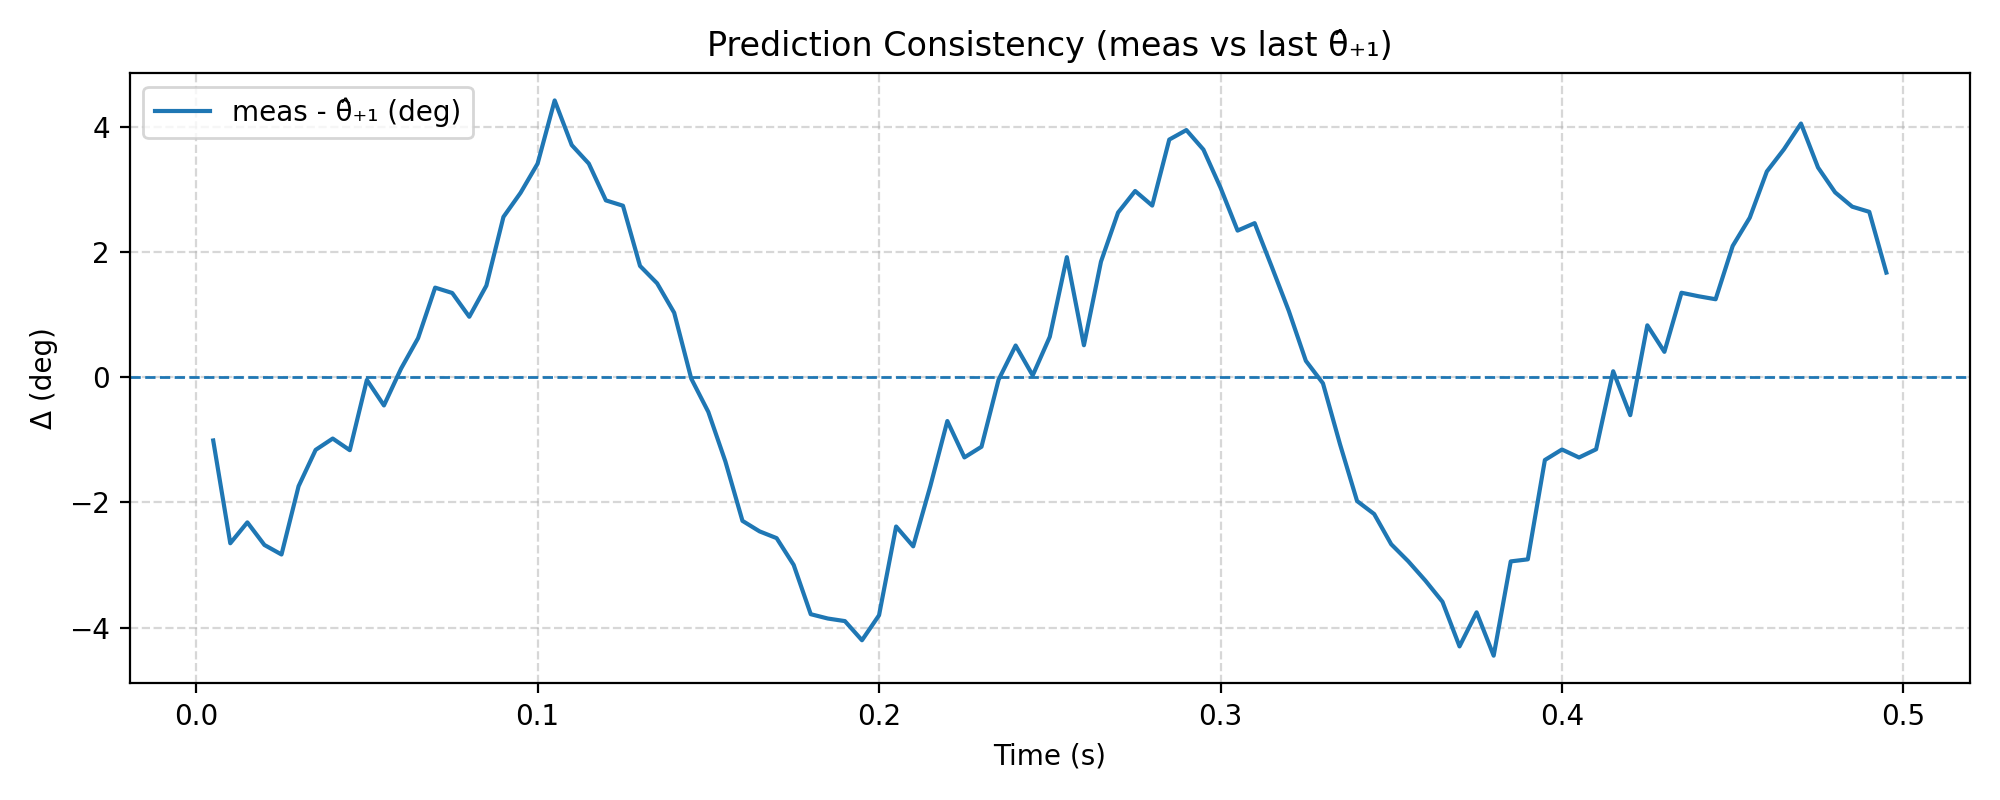 Prediction Consistency (meas vs last θ̂₊₁)
meas - θ̂₊₁ (deg)
Δ (deg)
4
2
0
−2
−4
0.0 0.1 0.2 0.3 0.4 0.5
Time (s)